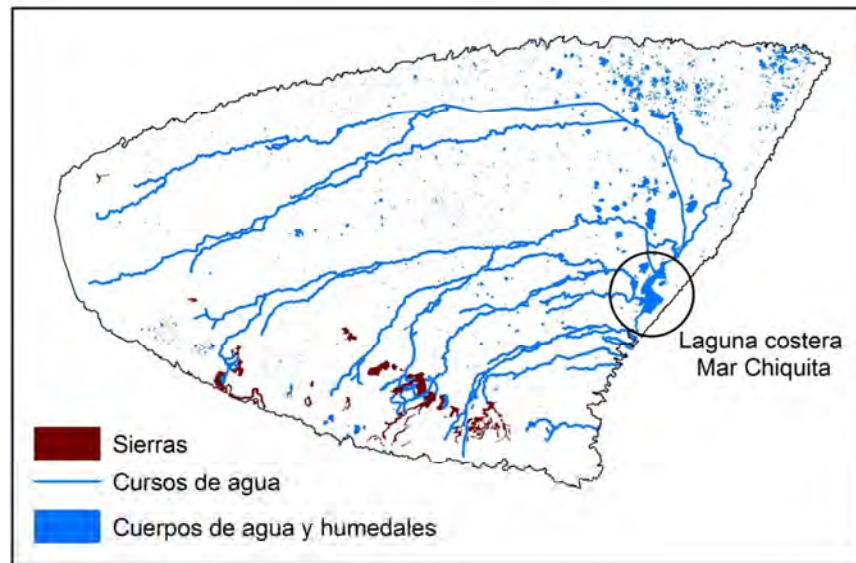 Laguna costera
Mar Chiquita
Sierras
Cursos de agua
Cuerpos de agua y humedales